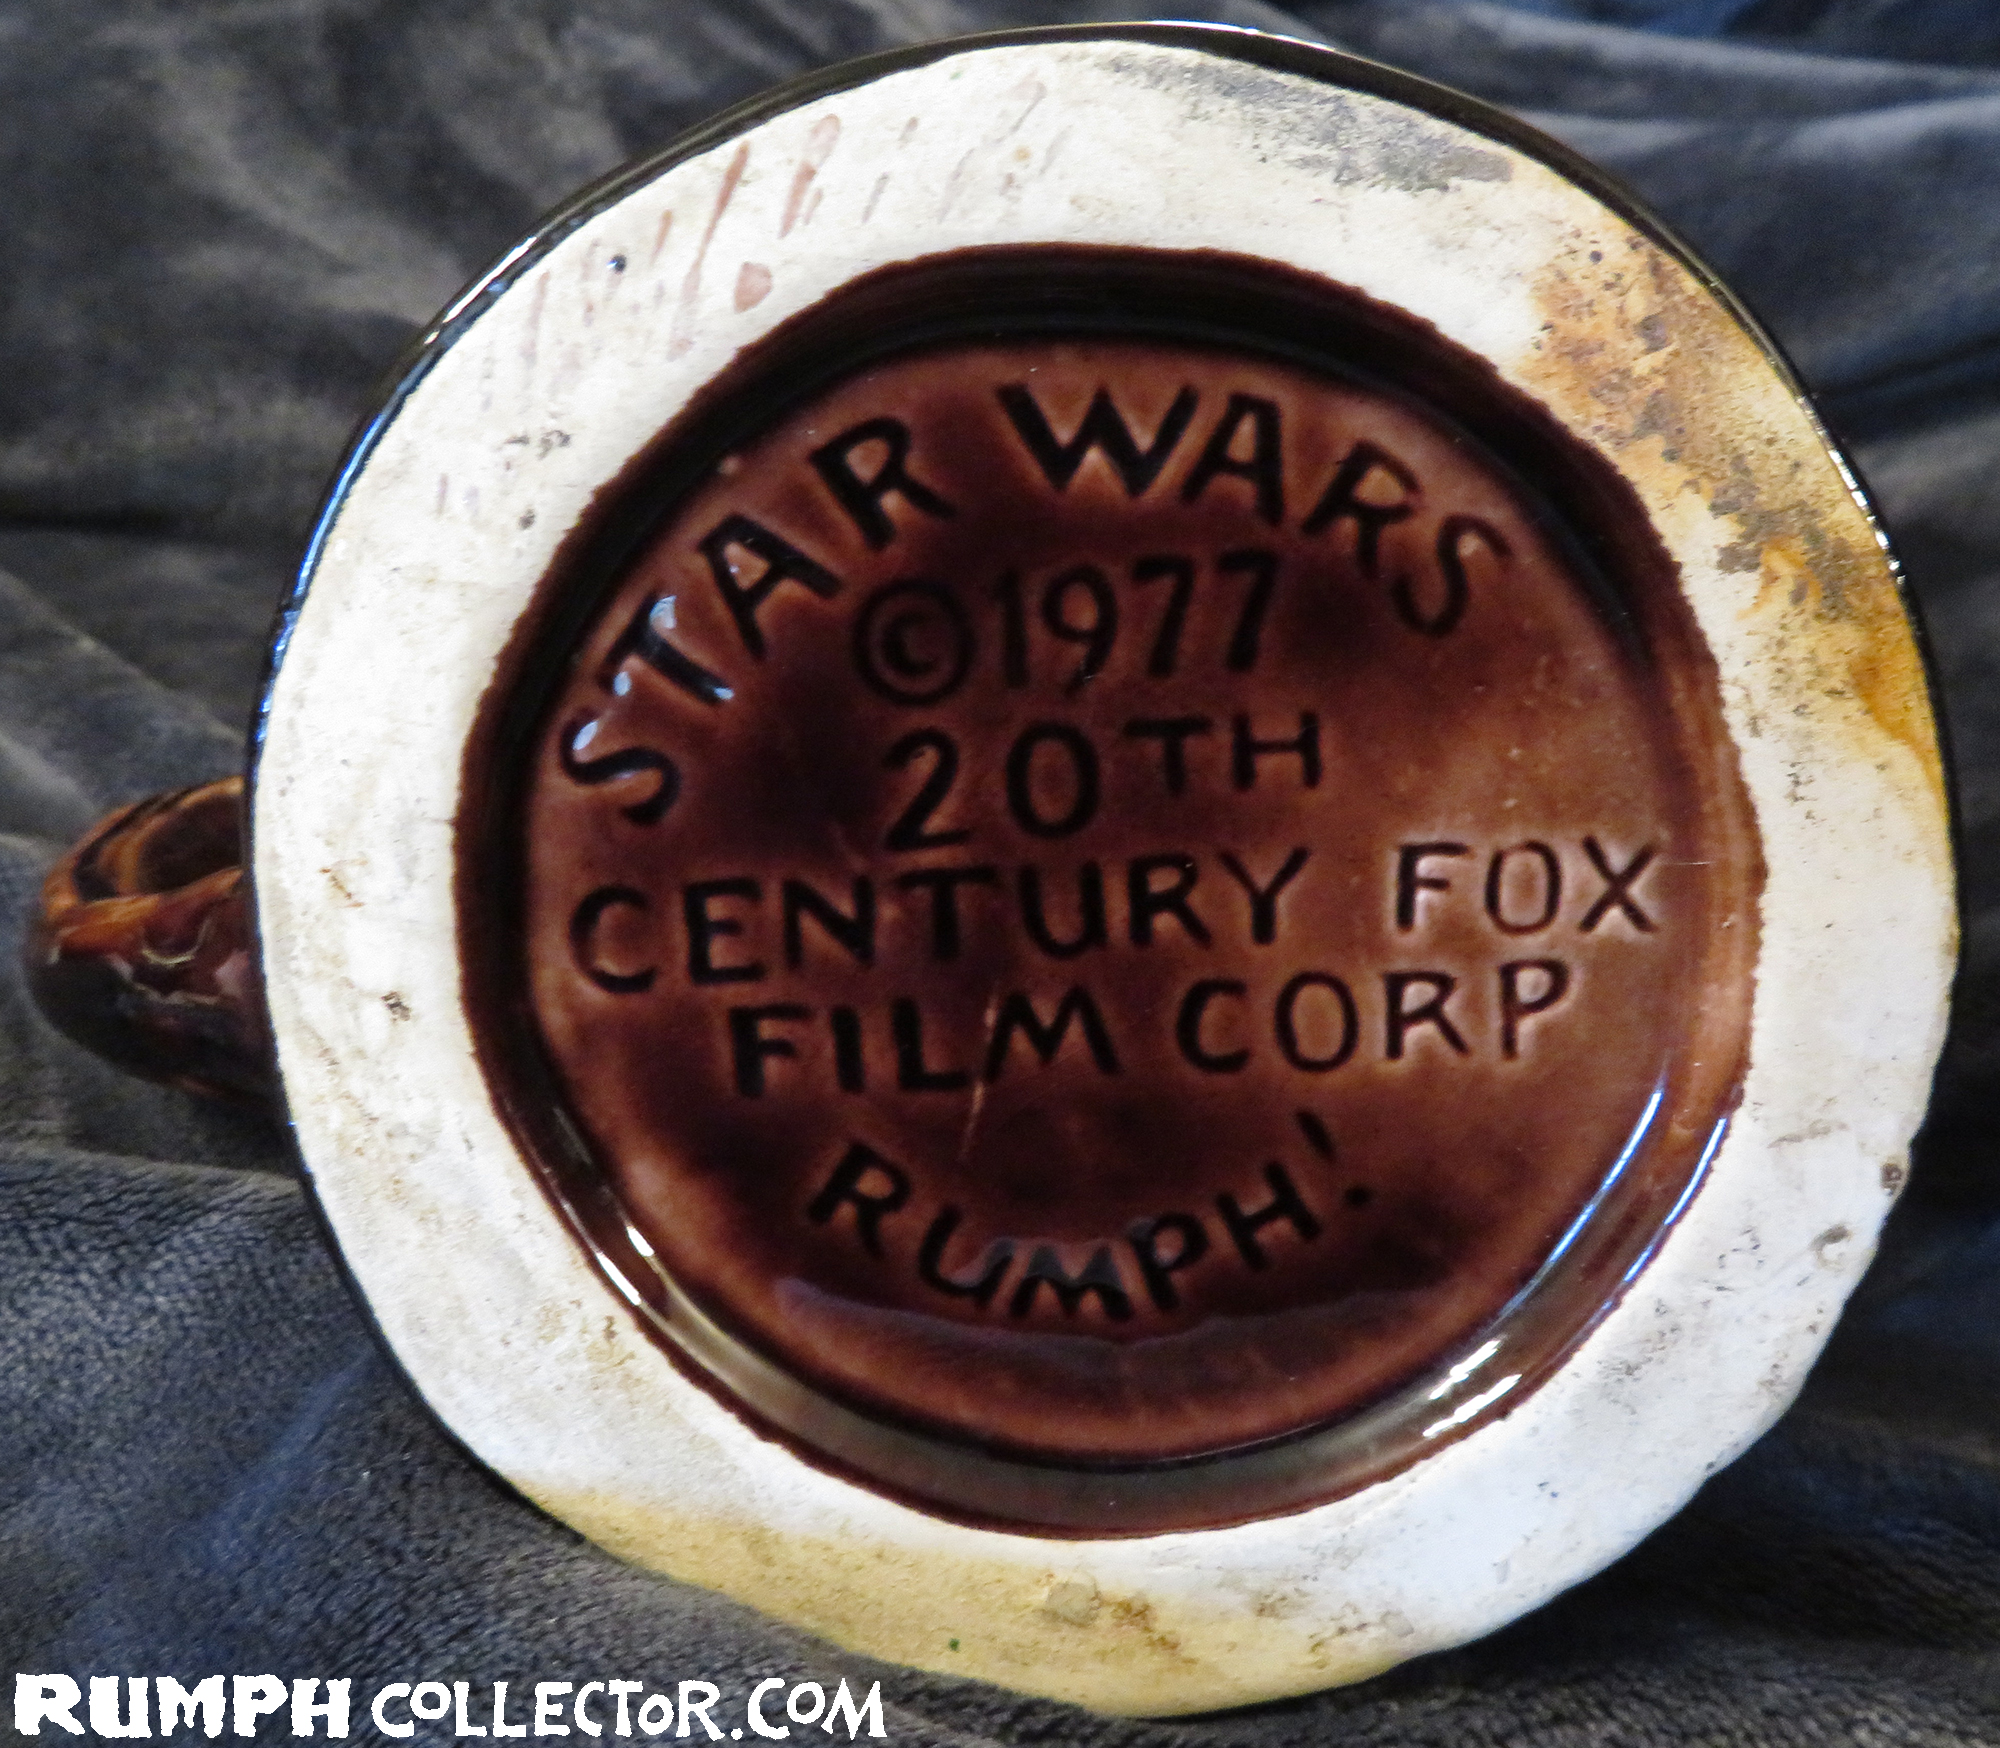 STAR WARS
©1977
20TH
CENTURY FOX
FILM CORP
RUMPH!
RUMPH COLLECTOR.COM